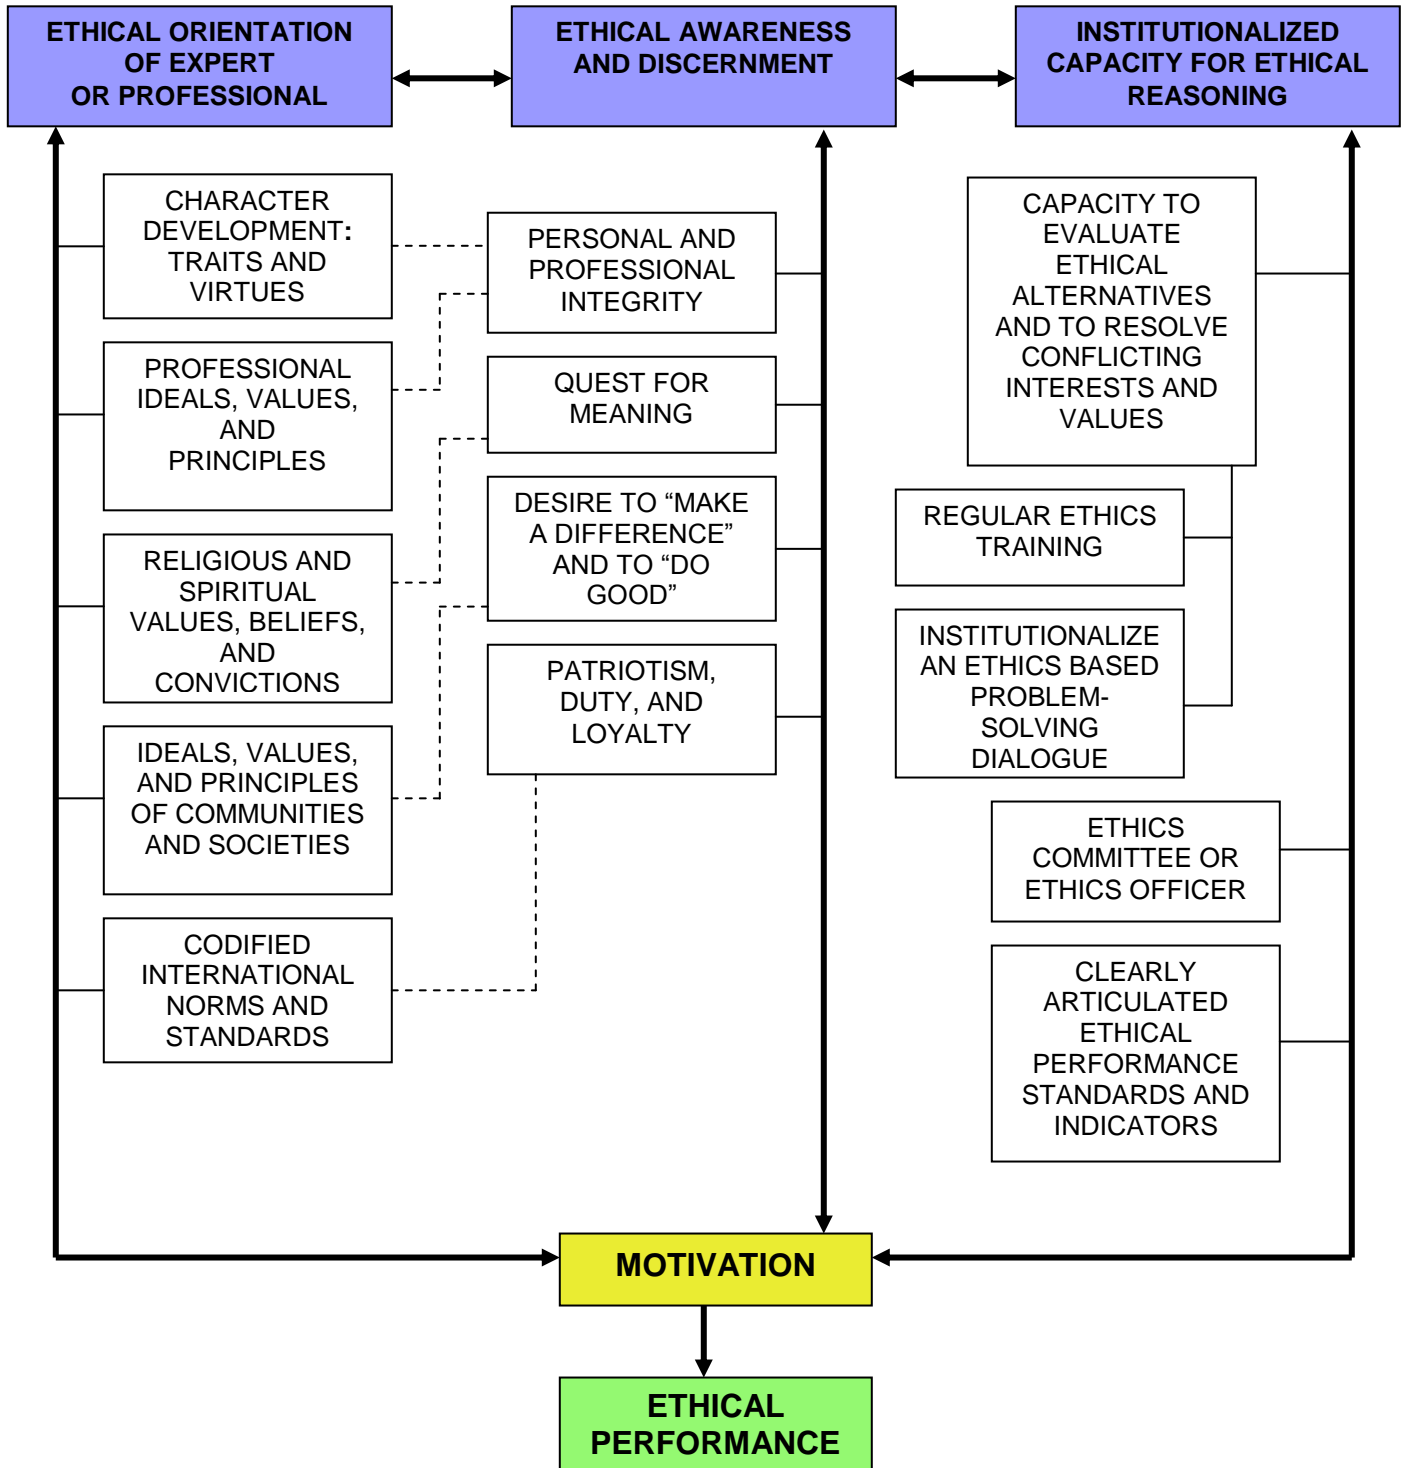 ETHICAL ORIENTATION
OF EXPERT
OR PROFESSIONAL
ETHICAL AWARENESS
AND DISCERNMENT
INSTITUTIONALIZED
CAPACITY FOR ETHICAL
REASONING
CHARACTER
DEVELOPMENT:
TRAITS AND
VIRTUES
PROFESSIONAL
IDEALS, VALUES,
AND
PRINCIPLES
RELIGIOUS AND
SPIRITUAL
VALUES, BELIEFS,
AND
CONVICTIONS
IDEALS, VALUES,
AND PRINCIPLES
OF COMMUNITIES
AND SOCIETIES
CODIFIED
INTERNATIONAL
NORMS AND
STANDARDS
PERSONAL AND
PROFESSIONAL
INTEGRITY
QUEST FOR
MEANING
DESIRE TO “MAKE
A DIFFERENCE”
AND TO “DO
GOOD”
PATRIOTISM,
DUTY, AND
LOYALTY
CAPACITY TO
EVALUATE
ETHICAL
ALTERNATIVES
AND TO RESOLVE
CONFLICTING
INTERESTS AND
VALUES
REGULAR ETHICS
TRAINING
INSTITUTIONALIZE
AN ETHICS BASED
PROBLEM-
SOLVING
DIALOGUE
ETHICS
COMMITTEE OR
ETHICS OFFICER
CLEARLY
ARTICULATED
ETHICAL
PERFORMANCE
STANDARDS AND
INDICATORS
MOTIVATION
ETHICAL
PERFORMANCE